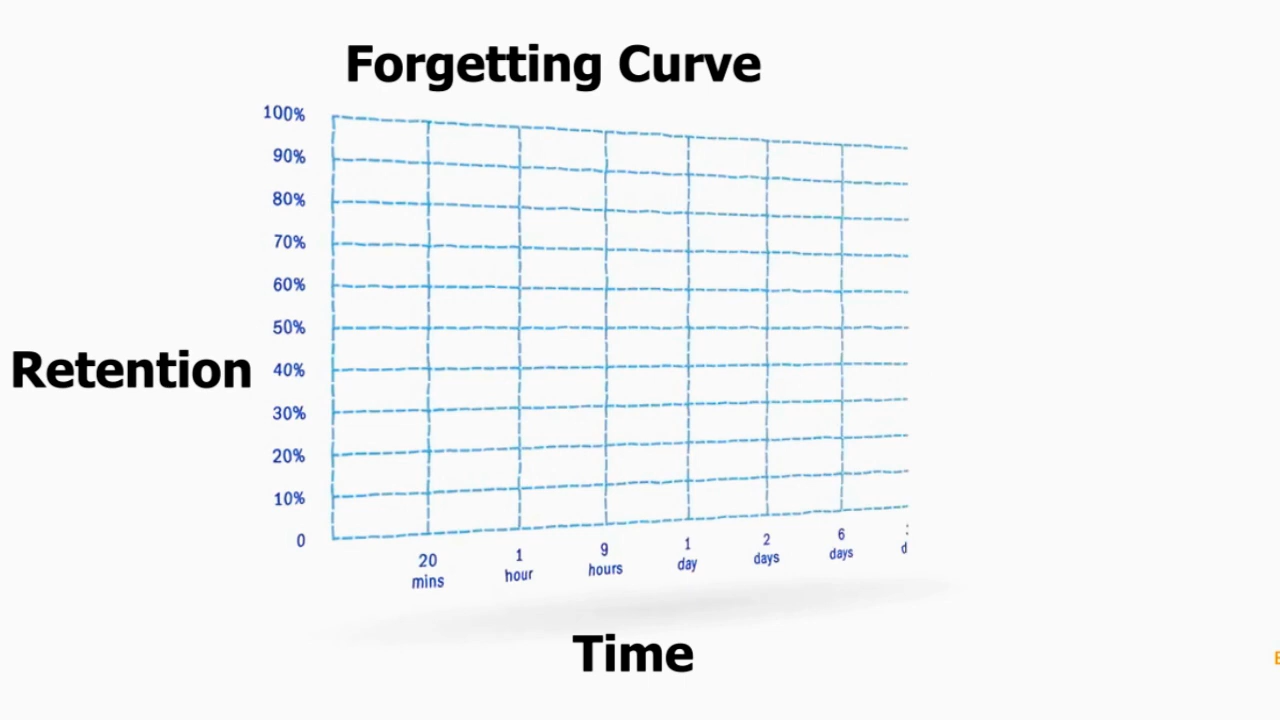 Forgetting Curve
100%
90%
80%
70%
60%
50%
Retention
40%
30%
20%
10%
0
20 mins
1 hour
9 hours
1 day
2 days
6 days
Time